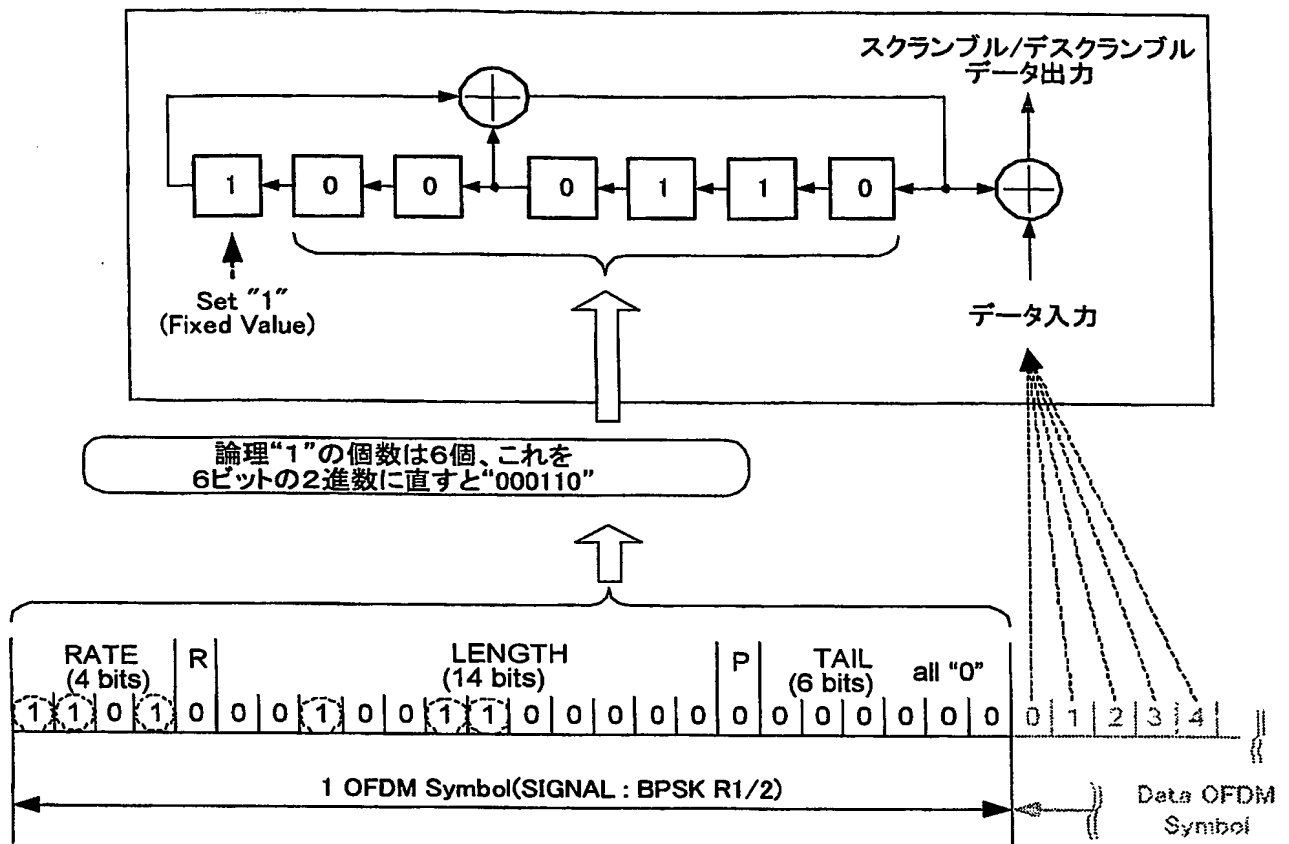 スクランブル/デスクランブル
データ出力
1 0 0 0 1 1 0
Set "1"
(Fixed Value)
データ入力
論理“1”の個数は6個、これを
6ビットの2進数に直すと“000110”
RATE
(4 bits)
R
LENGTH
(14 bits)
P
TAIL
(6 bits)
all “0”
1 1 0 1 0 0 0 1 0 0 1 1 0 0 0 0 0 0 0 0 0 0 0 0 0 1 2 3 4
1 OFDM Symbol(SIGNAL : BPSK R1/2)
Data OFDM
Symbol